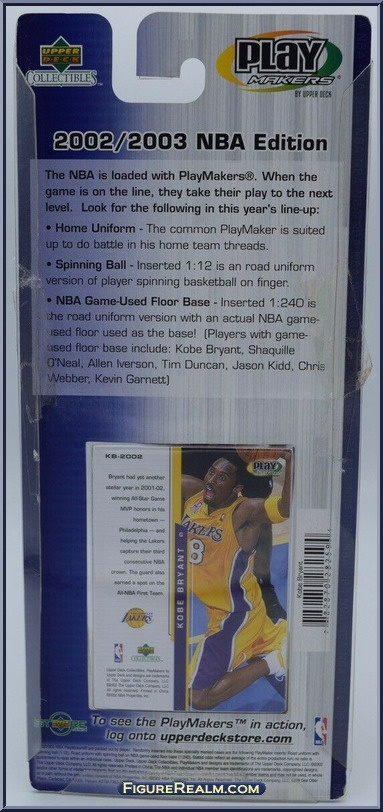 UPPER DECK
COLLECTIBLES
PLAY MAKERS
BY UPPER DECK
2002/2003 NBA Edition
The NBA is loaded with PlayMakers®. When the
game is on the line, they take their play to the next
level. Look for the following in this year's line-up:
• Home Uniform - The common PlayMaker is suited
up to do battle in his home team threads.
• Spinning Ball - Inserted 1:12 is an road uniform
version of player spinning basketball on finger.
• NBA Game-Used Floor Base - Inserted 1:240 is
the road uniform version with an actual NBA game-
used floor used as the base! (Players with game-
used floor base include: Kobe Bryant, Shaquille
O'Neal, Allen Iverson, Tim Duncan, Jason Kidd, Chris
Webber, Kevin Garnett)
KB-2002
Bryant had yet another
stellar year in 2001-02,
winning All-Star Game
MVP honors in his
hometown —
Philadelphia — and
helping the Lakers
capture their third
consecutive NBA
crown. The guard also
earned a spot on the
All-NBA First Team.
LAKERS
UPPER DECK
KOBE BRYANT
PLAY
LAKERS
8
Kobe Bryant
To see the PlayMakers™ in action,
log onto upperdeckstore.com
FIGUREREALM.COM